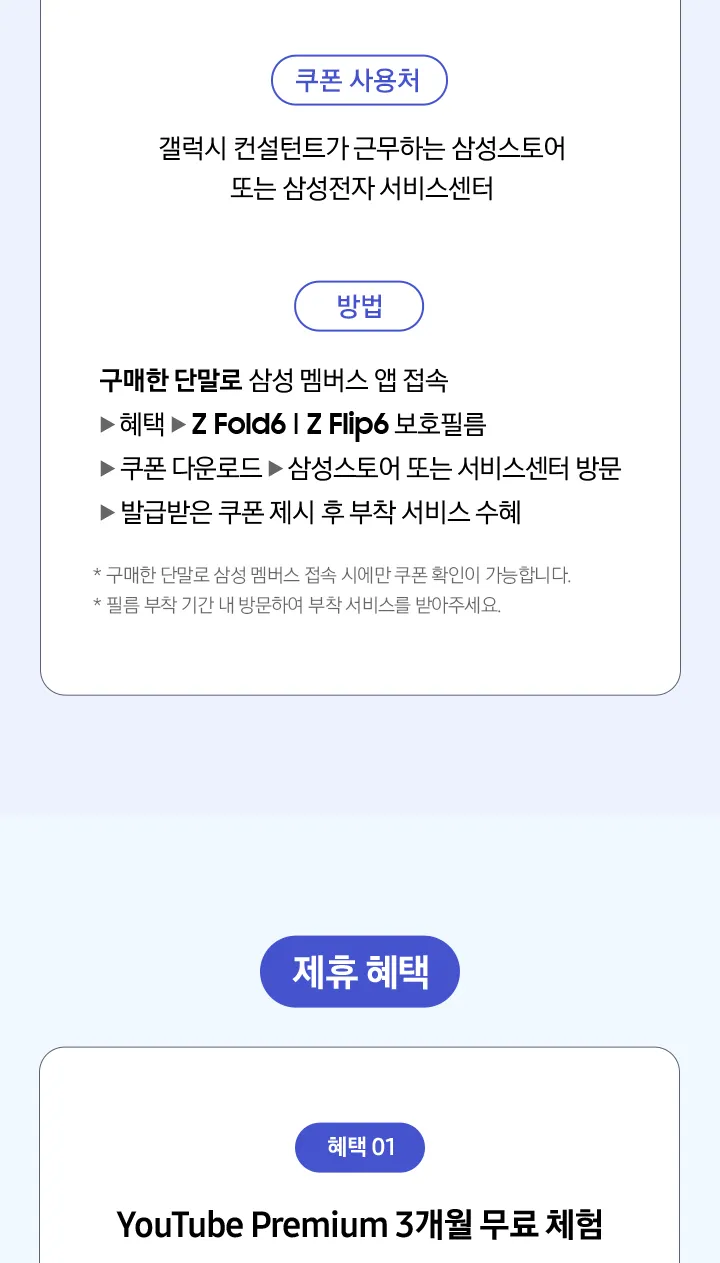 쿠폰 사용처
갤럭시 컨설턴트가 근무하는 삼성스토어
또는 삼성전자 서비스센터
방법
구매한 단말로 삼성 멤버스 앱 접속
▶ 혜택 ▶ Z Fold6 I Z Flip6 보호필름
▶ 쿠폰 다운로드 ▶ 삼성스토어 또는 서비스센터 방문
▶ 발급받은 쿠폰 제시 후 부착 서비스 수혜
* 구매한 단말로 삼성 멤버스 접속 시에만 쿠폰 확인이 가능합니다.
* 필름 부착 기간 내 방문하여 부착 서비스를 받아주세요.
제휴 혜택
혜택 01
YouTube Premium 3개월 무료 체험